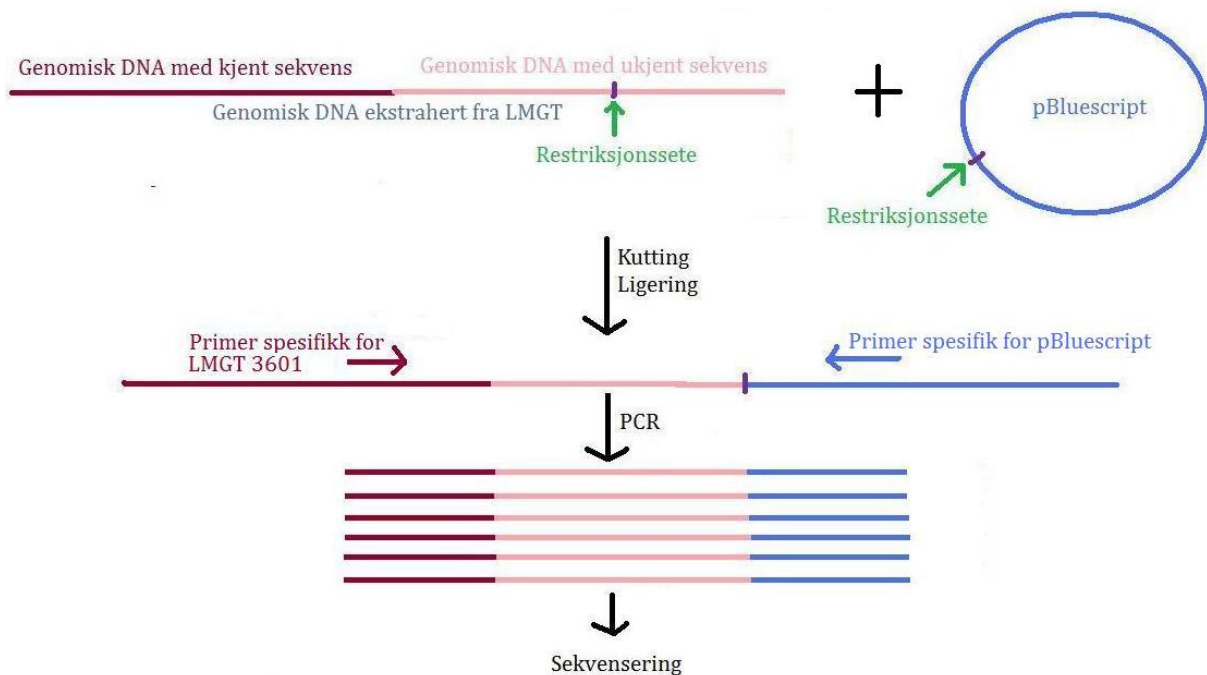 Genomisk DNA med kjent sekvens
Genomisk DNA med ukjent sekvens
Genomisk DNA ekstrahert fra LMGT
Restriksjonssete
pBluescript
Restriksjonssete
Kutting
Ligering
Primer spesifikk for
LMGT 3601
Primer spesifik for pBluescript
PCR
Sekvensering